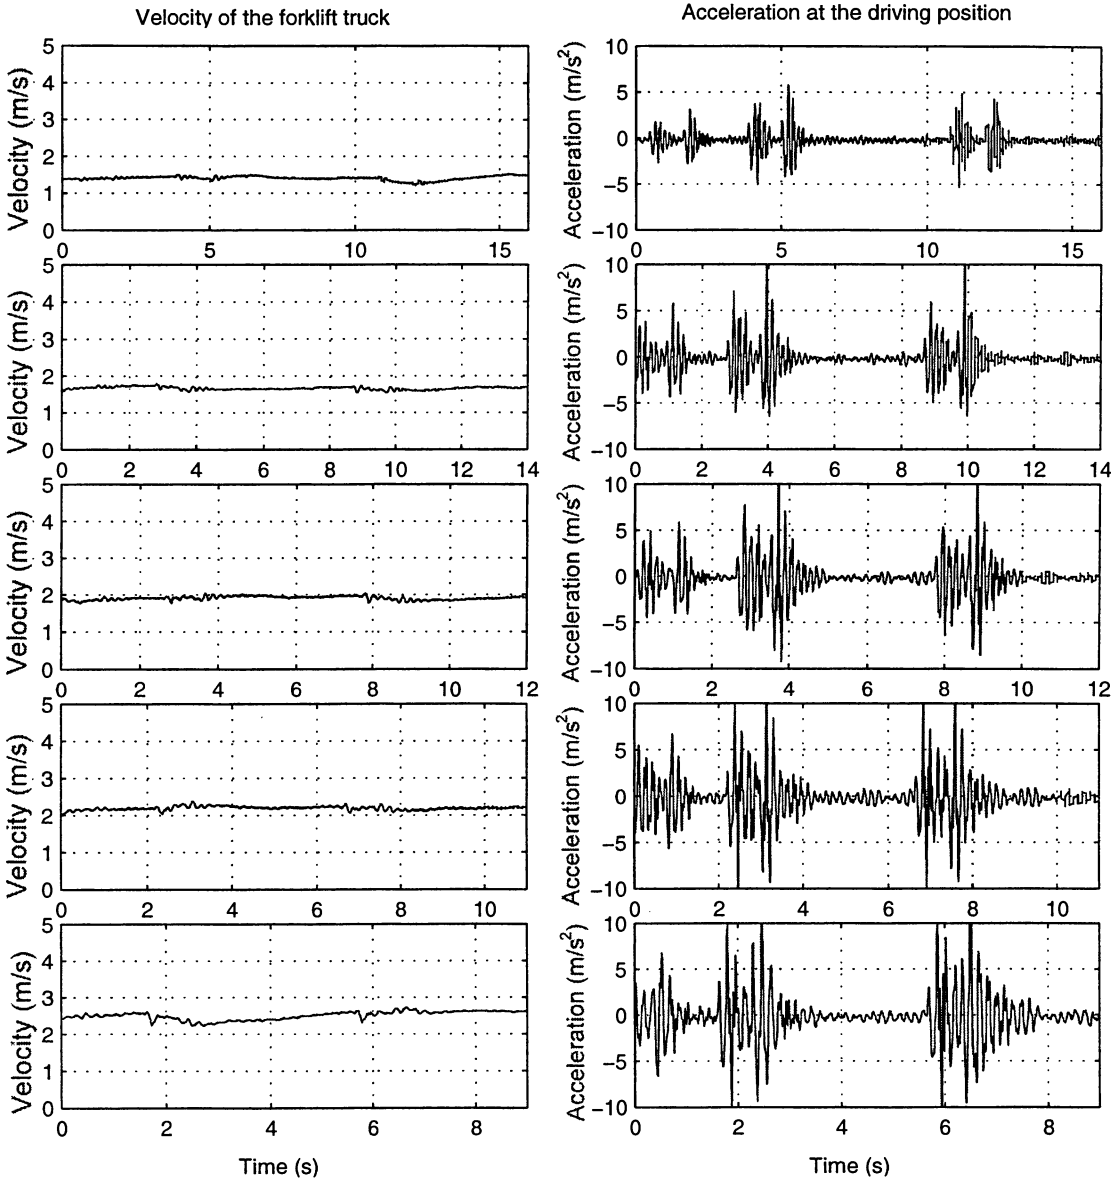 Velocity of the forklift truck
Acceleration at the driving position
Velocity (m/s)
5
4
3
2
1
0
0 5 10 15
Acceleration (m/s²)
10
5
0
−5
−10
0 5 10 15
Velocity (m/s)
5
4
3
2
1
0
0 2 4 6 8 10 12 14
Acceleration (m/s²)
10
5
0
−5
−10
0 2 4 6 8 10 12 14
Velocity (m/s)
5
4
3
2
1
0
0 2 4 6 8 10 12
Acceleration (m/s²)
10
5
0
−5
−10
0 2 4 6 8 10 12
Velocity (m/s)
5
4
3
2
1
0
0 2 4 6 8 10
Acceleration (m/s²)
10
5
0
−5
−10
0 2 4 6 8 10
Velocity (m/s)
5
4
3
2
1
0
0 2 4 6 8
Acceleration (m/s²)
10
5
0
−5
−10
0 2 4 6 8
Time (s)
Time (s)